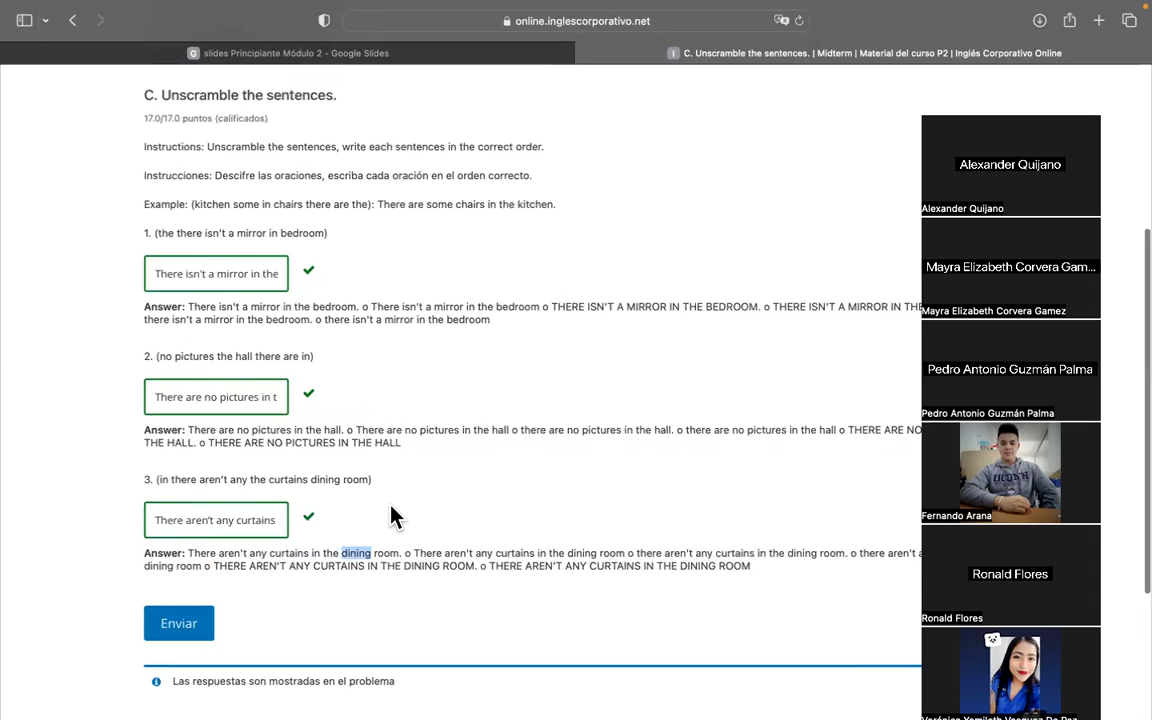 online.inglescorporativo.net
slides Principiante Módulo 2 - Google Slides
C. Unscramble the sentences. | Midterm | Material del curso P2 | Inglés Corporativo Online
C. Unscramble the sentences.
17.0/17.0 puntos (calificados)
Instructions: Unscramble the sentences, write each sentences in the correct order.
Instrucciones: Descifre las oraciones, escriba cada oración en el orden correcto.
Example: (kitchen some in chairs there are the): There are some chairs in the kitchen.
1. (the there isn't a mirror in bedroom)
There isn't a mirror in the
Answer: There isn't a mirror in the bedroom. o There isn't a mirror in the bedroom o THERE ISN'T A MIRROR IN THE BEDROOM. o THERE ISN'T A MIRROR IN THE
there isn't a mirror in the bedroom. o there isn't a mirror in the bedroom
2. (no pictures the hall there are in)
There are no pictures in t
Answer: There are no pictures in the hall. o There are no pictures in the hall o there are no pictures in the hall. o there are no pictures in the hall o THERE ARE NO
THE HALL. o THERE ARE NO PICTURES IN THE HALL
3. (in there aren't any the curtains dining room)
There aren't any curtains
Answer: There aren't any curtains in the dining room. o There aren't any curtains in the dining room o there aren't any curtains in the dining room. o there aren't a
dining room o THERE AREN'T ANY CURTAINS IN THE DINING ROOM. o THERE AREN'T ANY CURTAINS IN THE DINING ROOM
Enviar
Las respuestas son mostradas en el problema
Alexander Quijano
Alexander Quijano
Mayra Elizabeth Corvera Gam...
Mayra Elizabeth Corvera Gamez
Pedro Antonio Guzmán Palma
Pedro Antonio Guzmán Palma
Fernando Arana
Ronald Flores
Ronald Flores